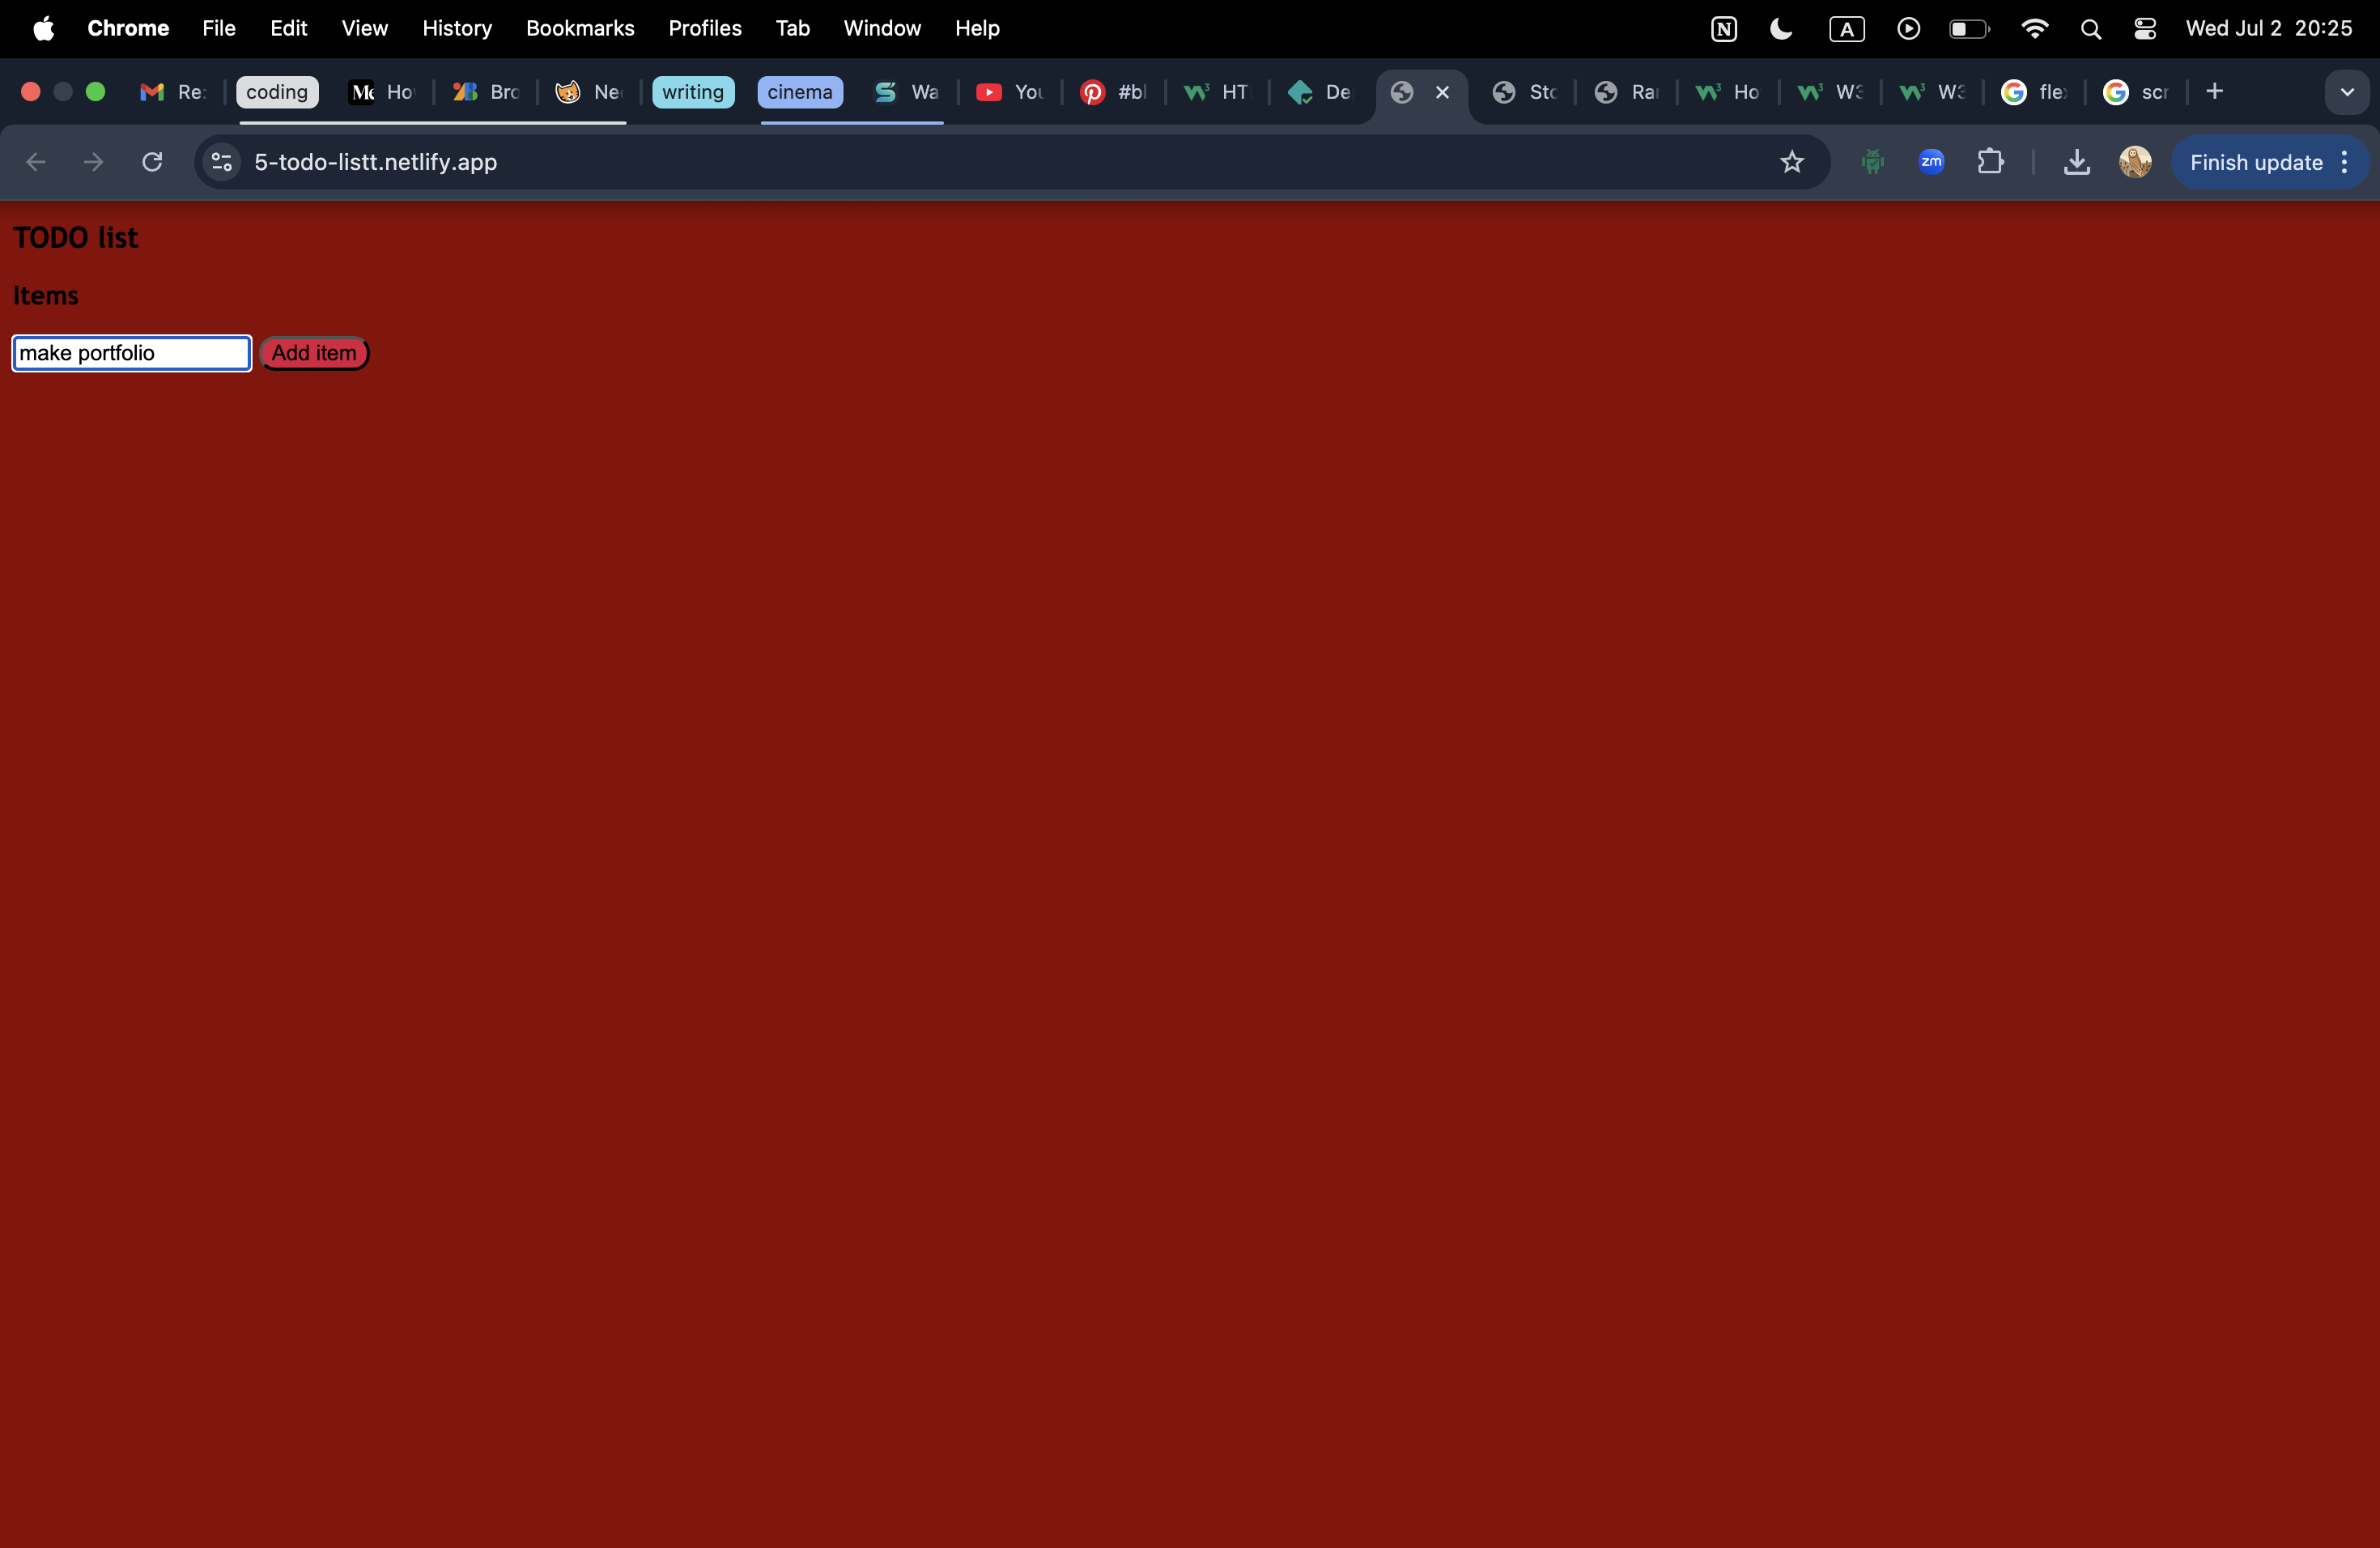 Chrome File Edit View History Bookmarks Profiles Tab Window Help N A Wed Jul 2 20:25
Re: coding Ho Bro Ne writing cinema Wa You #bl HT De Sto Rar Ho W3 W3 flex scr
5-todo-listt.netlify.app zm Finish update
TODO list
Items
make portfolio Add item